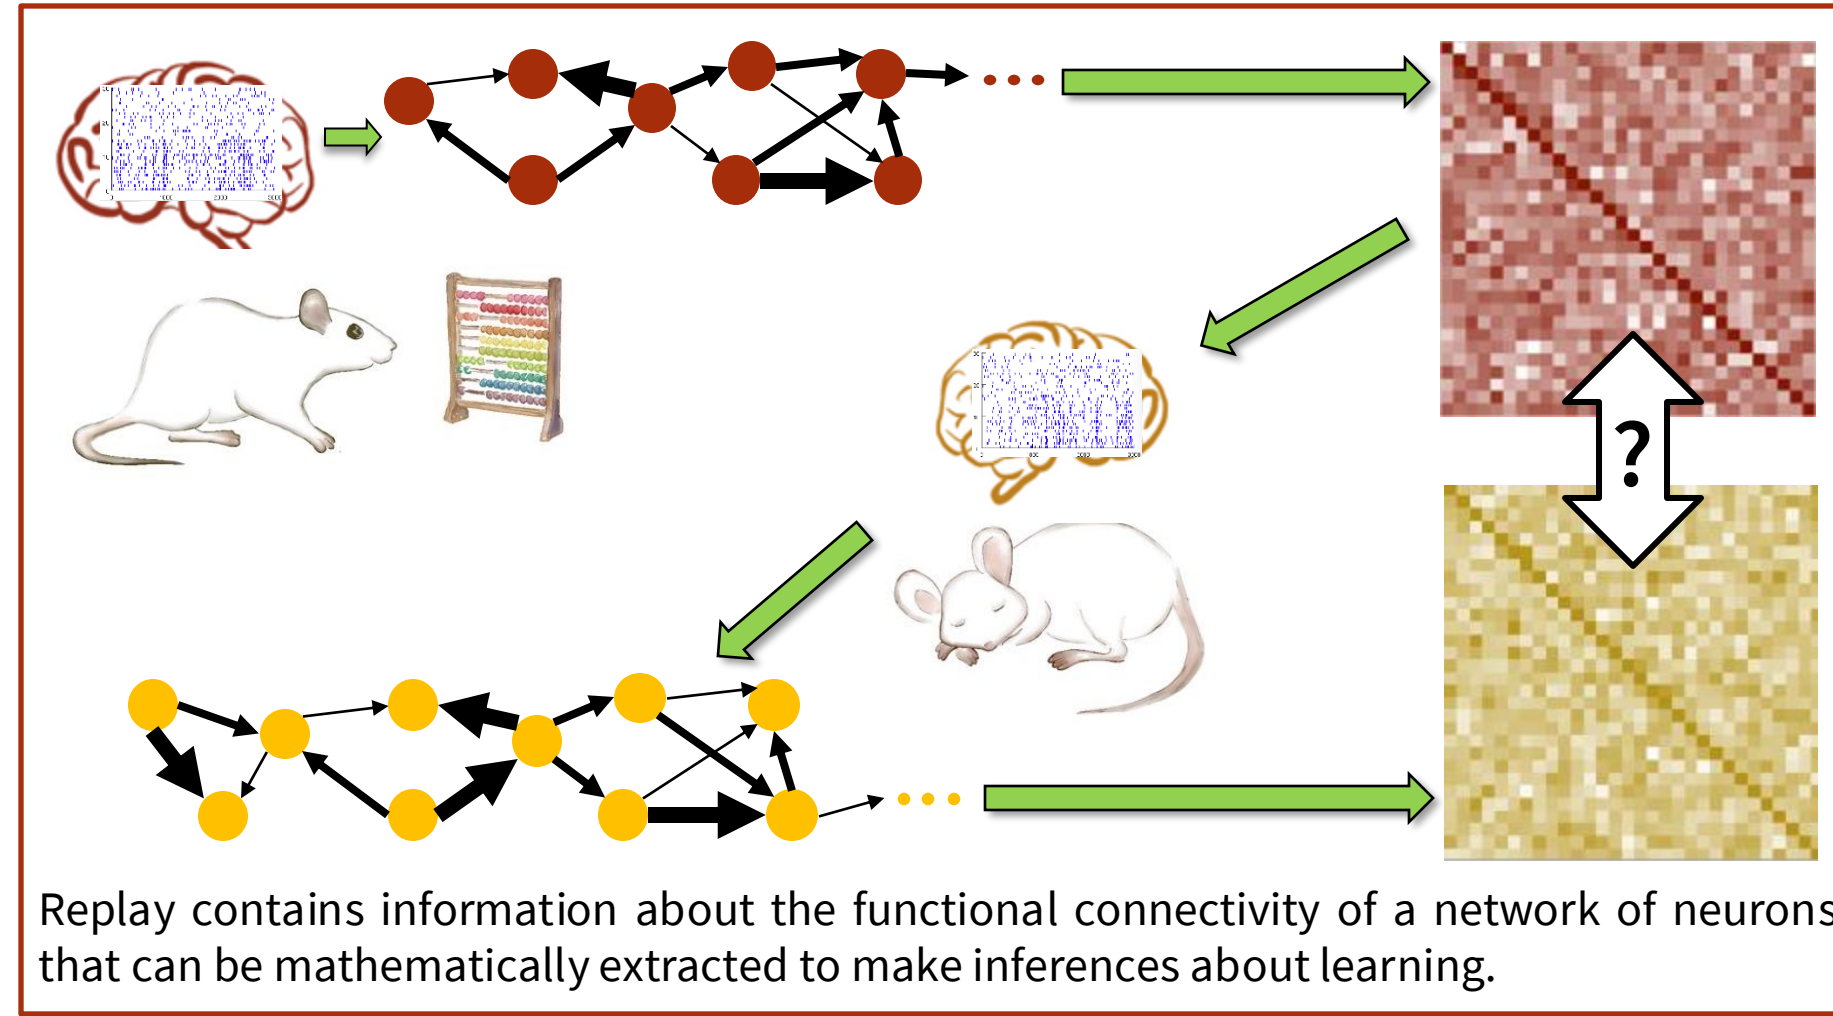 ?
Replay contains information about the functional connectivity of a network of neurons
that can be mathematically extracted to make inferences about learning.